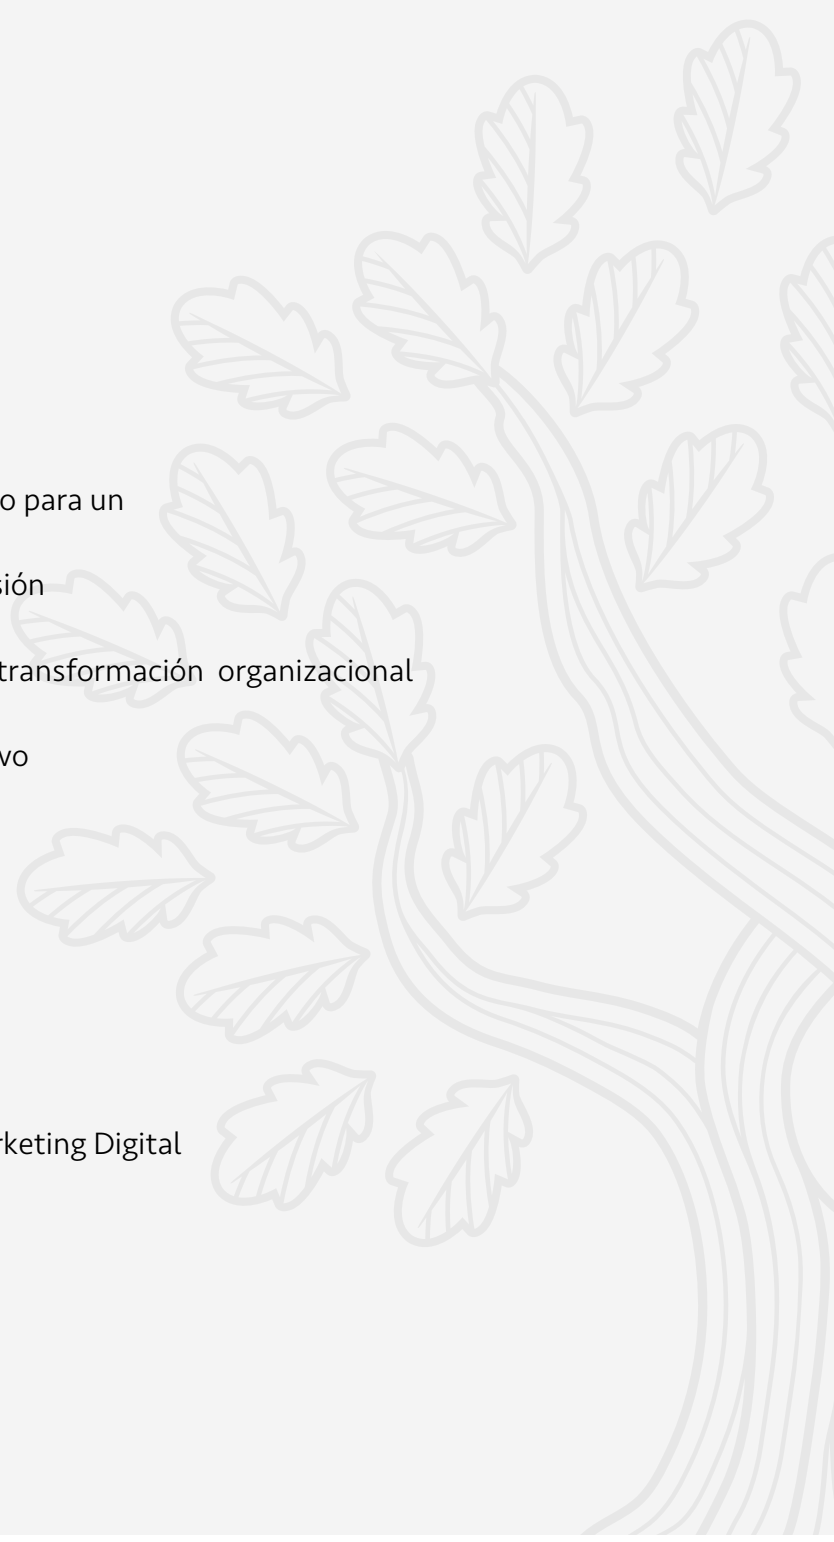 o para un
sión
transformación organizacional
vo
rketing Digital